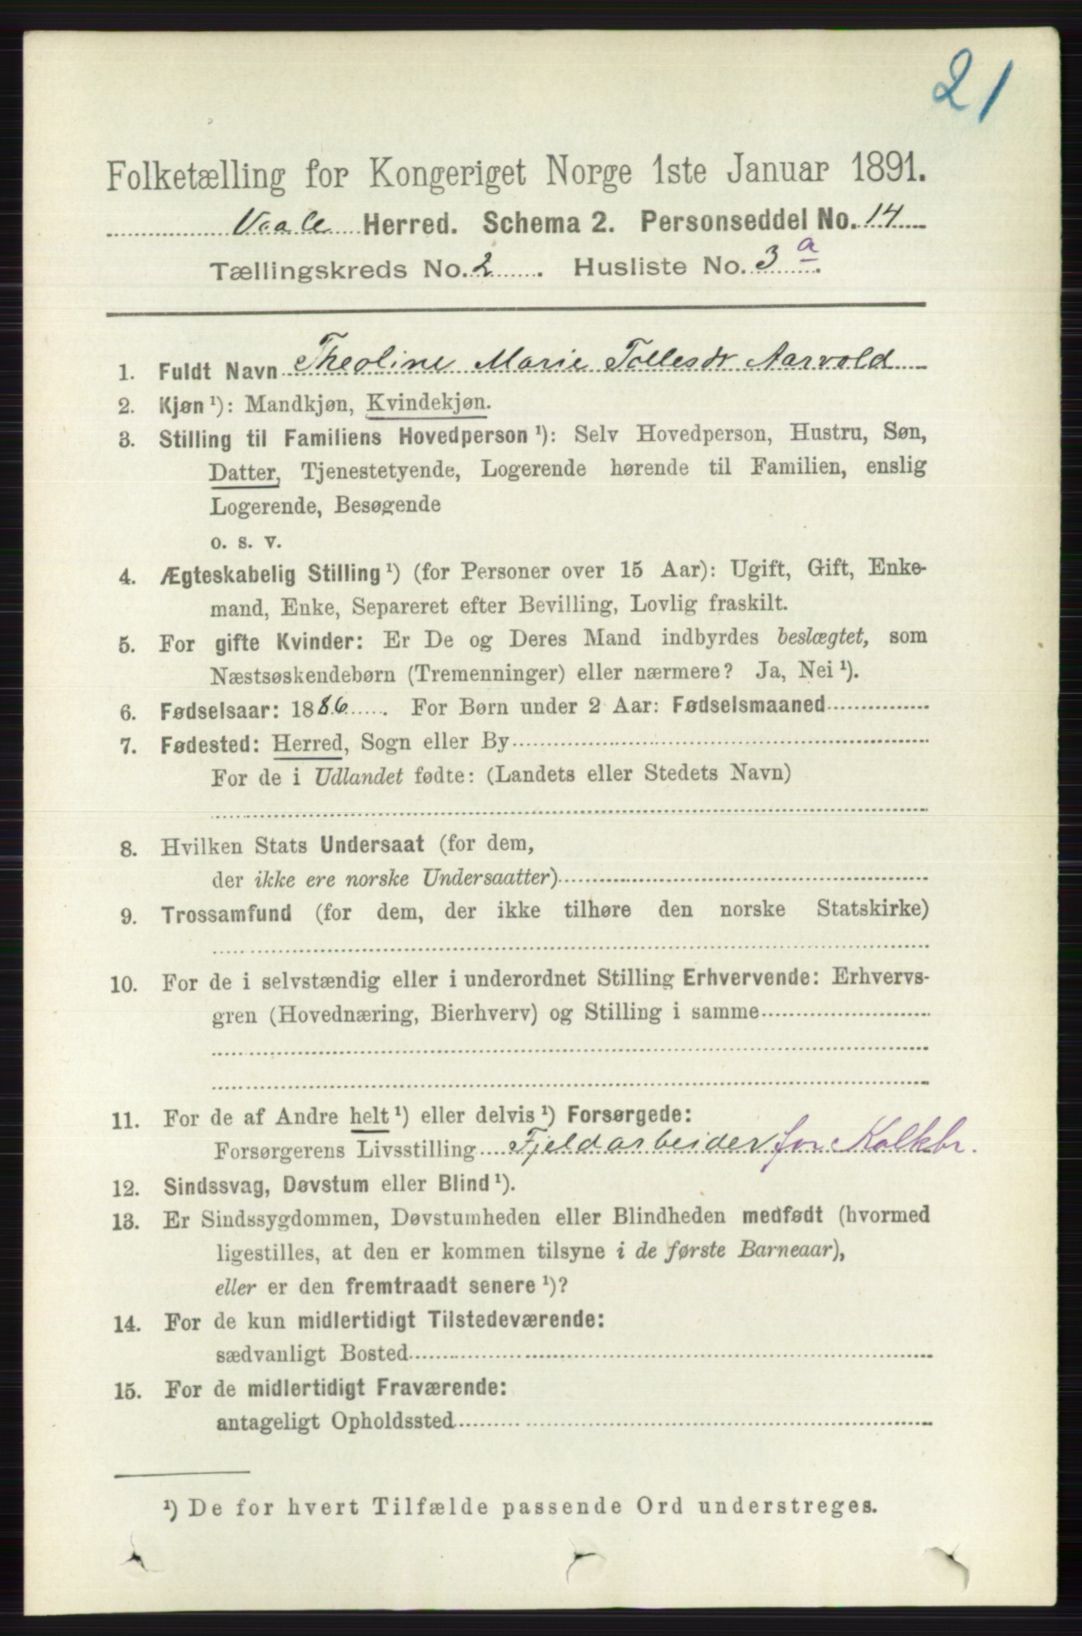 21
Folketælling for Kongeriget Norge 1ste Januar 1891.
Vaale Herred. Schema 2. Personseddel No. 14
Tællingskreds No. 2. Husliste No. 3 a.
1. Fuldt Navn Theoline Marie Tollesdr Aarvold
2. Kjøn ¹): Mandkjøn, Kvindekjøn.
3. Stilling til Familiens Hovedperson ¹): Selv Hovedperson, Hustru, Søn,
Datter, Tjenestetyende, Logerende hørende til Familien, enslig
Logerende, Besøgende
o. s. v.
4. Ægteskabelig Stilling ¹) (for Personer over 15 Aar): Ugift, Gift, Enke-
mand, Enke, Separeret efter Bevilling, Lovlig fraskilt.
5. For gifte Kvinder: Er De og Deres Mand indbyrdes beslægtet, som
Næstsøskendebørn (Tremenninger) eller nærmere? Ja, Nei ¹).
6. Fødselsaar: 1886. For Børn under 2 Aar: Fødselsmaaned
7. Fødested: Herred, Sogn eller By
For de i Udlandet fødte: (Landets eller Stedets Navn)
8. Hvilken Stats Undersaat (for dem,
der ikke ere norske Undersaatter)
9. Trossamfund (for dem, der ikke tilhøre den norske Statskirke)
10. For de i selvstændig eller i underordnet Stilling Erhvervende: Erhvervs-
gren (Hovednæring, Bierhverv) og Stilling i samme
11. For de af Andre helt ¹) eller delvis ¹) Forsørgede:
Forsørgerens Livsstilling Fjeldarbeider for Kalkbr.
12. Sindssvag, Døvstum eller Blind ¹).
13. Er Sindssygdommen, Døvstumheden eller Blindheden medfødt (hvormed
ligestilles, at den er kommen tilsyne i de første Barneaar),
eller er den fremtraadt senere ¹)?
14. For de kun midlertidigt Tilstedeværende:
sædvanligt Bosted
15. For de midlertidigt Fraværende:
antageligt Opholdssted
¹) De for hvert Tilfælde passende Ord understreges.